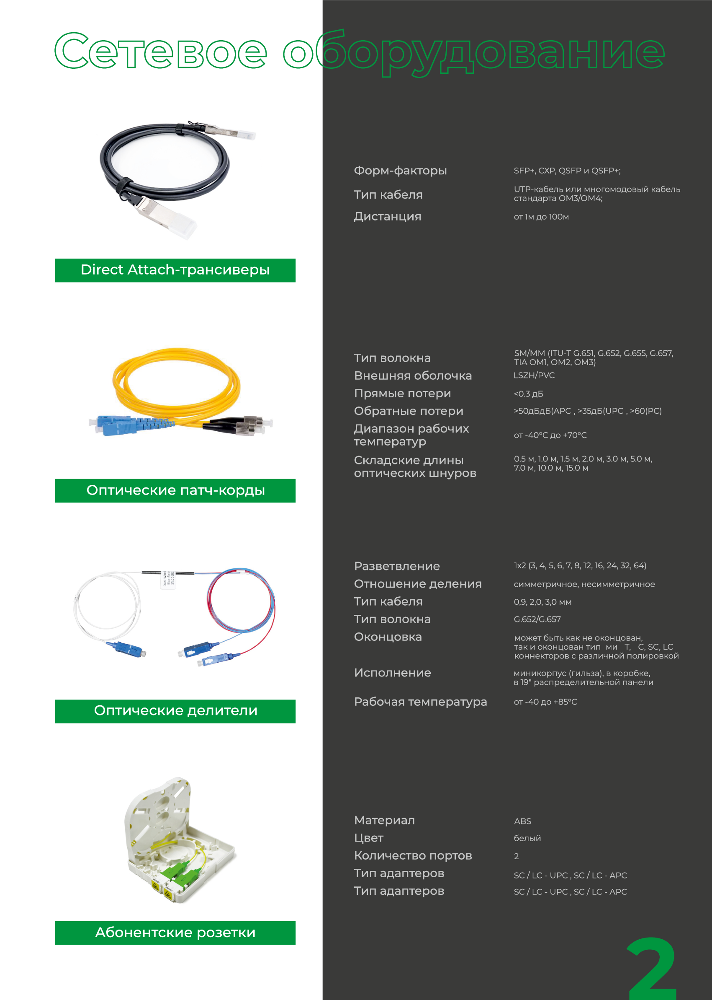 Сетевое оборудование
Форм-факторы
SFP+, CXP, QSFP и QSFP+;
Тип кабеля
UTP-кабель или многомодовый кабель
стандарта OM3/OM4;
Дистанция
от 1м до 100м
Direct Attach-трансиверы
Тип волокна
SM/MM (ITU-T G.651, G.652, G.655, G.657,
TIA OM1, OM2, OM3)
Внешняя оболочка
LSZH/PVC
Прямые потери
<0.3 дБ
Обратные потери
>50дБдБ(APC , >35дБ(UPC , >60(PC)
Диапазон рабочих
температур
от -40°C до +70°C
Складские длины
оптических шнуров
0.5 м, 1.0 м, 1.5 м, 2.0 м, 3.0 м, 5.0 м,
7.0 м, 10.0 м, 15.0 м
Оптические патч-корды
Dual Wind
Разветвление
1x2 (3, 4, 5, 6, 7, 8, 12, 16, 24, 32, 64)
Отношение деления
симметричное, несимметричное
Тип кабеля
0,9, 2,0, 3,0 мм
Тип волокна
G.652/G.657
Оконцовка
может быть как не оконцован,
так и оконцован тип ми Т, С, SC, LC
коннекторов с различной полировкой
Исполнение
миникорпус (гильза), в коробке,
в 19" распределительной панели
Рабочая температура
от -40 до +85°C
Оптические делители
Материал
ABS
Цвет
белый
Количество портов
2
Тип адаптеров
SC / LC - UPC , SC / LC - APC
Тип адаптеров
SC / LC - UPC , SC / LC - APC
Абонентские розетки
2